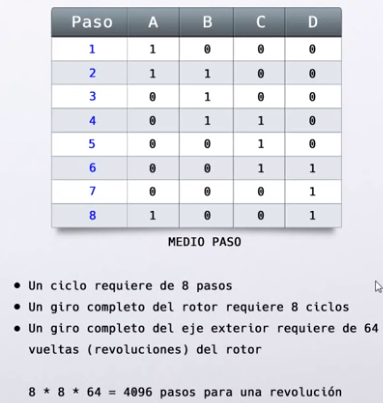 Paso A B C D
1 1 0 0 0
2 1 1 0 0
3 0 1 0 0
4 0 1 1 0
5 0 0 1 0
6 0 0 1 1
7 0 0 0 1
8 1 0 0 1
MEDIO PASO
• Un ciclo requiere de 8 pasos
• Un giro completo del rotor requiere 8 ciclos
• Un giro completo del eje exterior requiere de 64
vueltas (revoluciones) del rotor
8 * 8 * 64 = 4096 pasos para una revolución